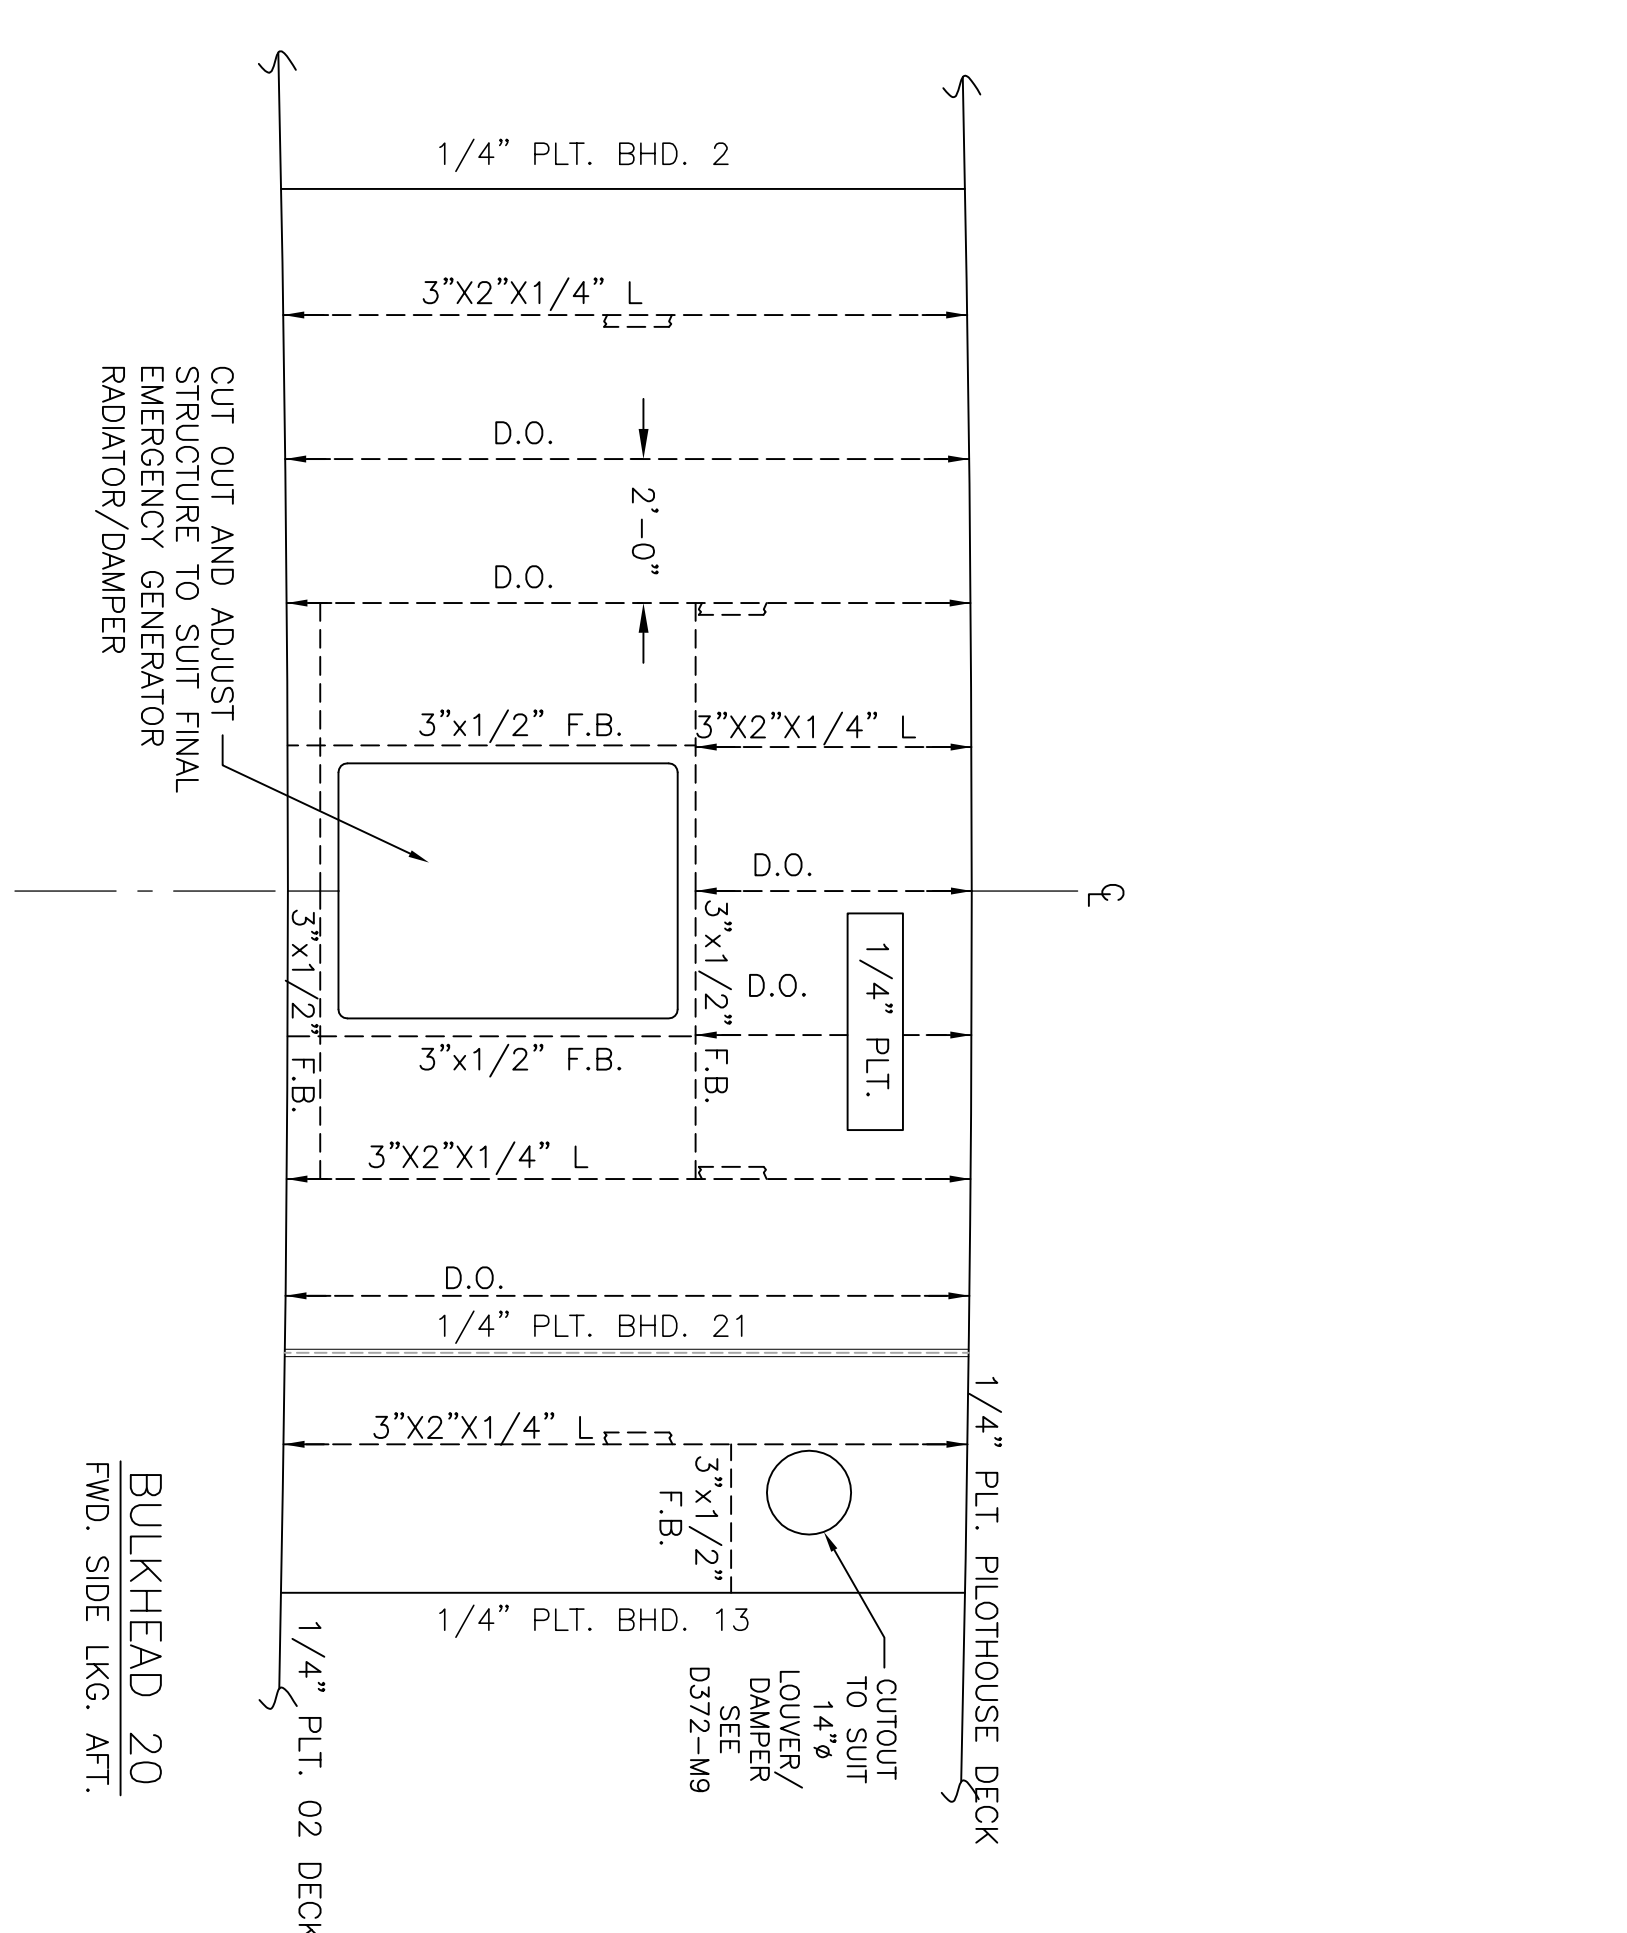 1/4" PLT. BHD. 2
3"X2"X1/4" L
D.O.
2'-0"
D.O.
CUT OUT AND ADJUST
STRUCTURE TO SUIT FINAL
EMERGENCY GENERATOR
RADIATOR/DAMPER
3"x1/2" F.B.
3"X2"X1/4" L
D.O.
CL
3"x1/2" F.B.
3"x1/2" F.B.
D.O.
1/4" PLT.
3"x1/2" F.B.
3"X2"X1/4" L
D.O.
1/4" PLT. BHD. 21
1/4" PLT. PILOTHOUSE DECK
3"X2"X1/4" L
3"x1/2"
F.B.
1/4" PLT. BHD. 13
CUTOUT
TO SUIT
14"ø
LOUVER/
DAMPER
SEE
D372-M9
1/4" PLT. 02 DECK
BULKHEAD 20
FWD. SIDE LKG. AFT.